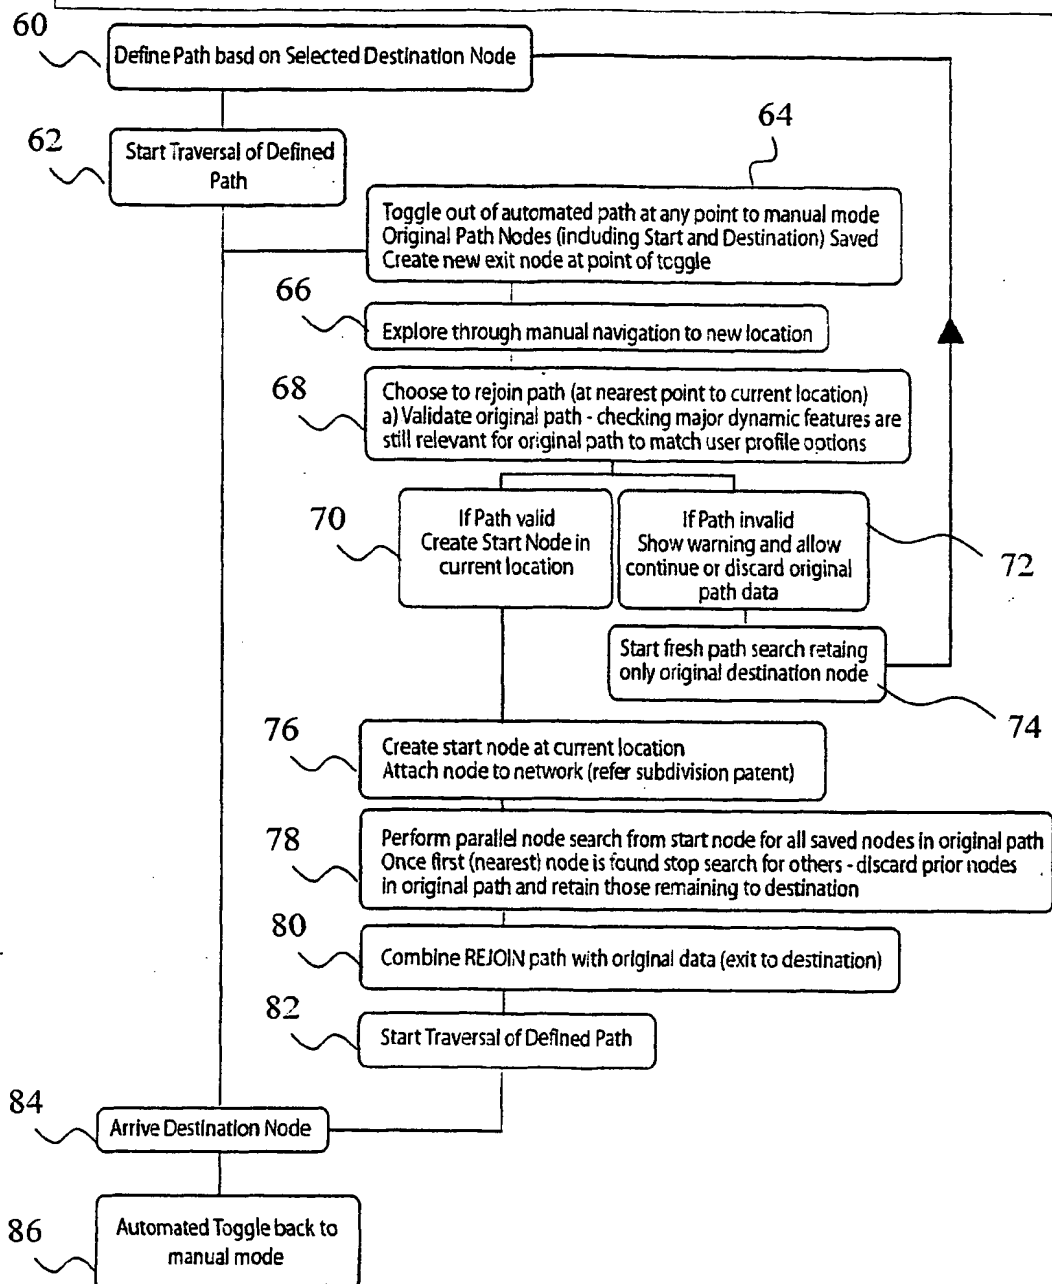 60
Define Path basd on Selected Destination Node
62
Start Traversal of Defined
Path
64
Toggle out of automated path at any point to manual mode
Original Path Nodes (including Start and Destination) Saved
Create new exit node at point of toggle
66
Explore through manual navigation to new location
68
Choose to rejoin path (at nearest point to current location)
a) Validate original path - checking major dynamic features are
still relevant for original path to match user profile options
70
If Path valid
Create Start Node in
current location
If Path invalid
Show warning and allow
continue or discard original
path data
72
Start fresh path search retaing
only original destination node
74
76
Create start node at current location
Attach node to network (refer subdivision patent)
78
Perform parallel node search from start node for all saved nodes in original path
Once first (nearest) node is found stop search for others - discard prior nodes
in original path and retain those remaining to destination
80
Combine REJOIN path with original data (exit to destination)
82
Start Traversal of Defined Path
84
Arrive Destination Node
86
Automated Toggle back to
manual mode